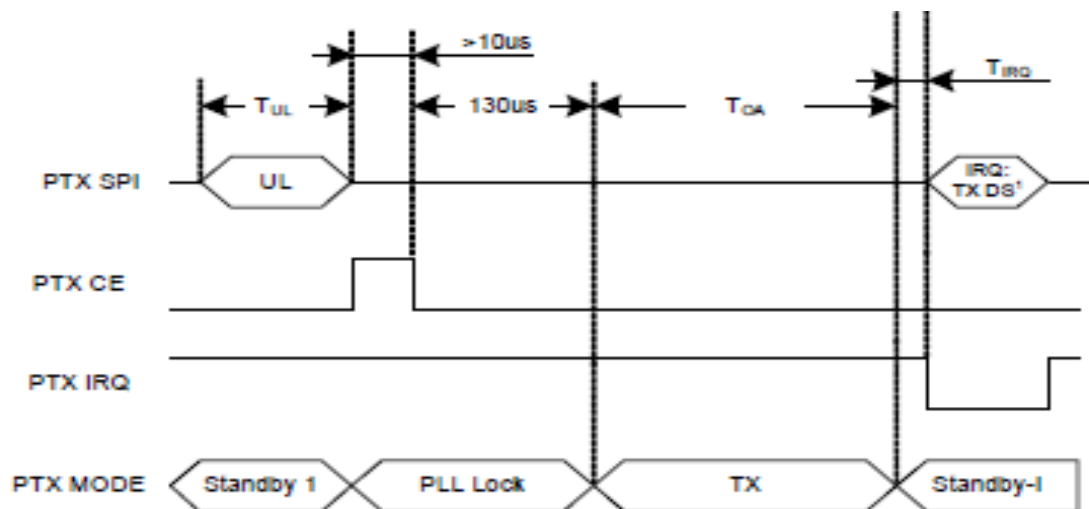 >10us
T_UL
130us
T_OA
T_IRQ
PTX SPI
UL
IRQ:
TX DS¹
PTX CE
PTX IRQ
PTX MODE
Standby 1
PLL Lock
TX
Standby-I